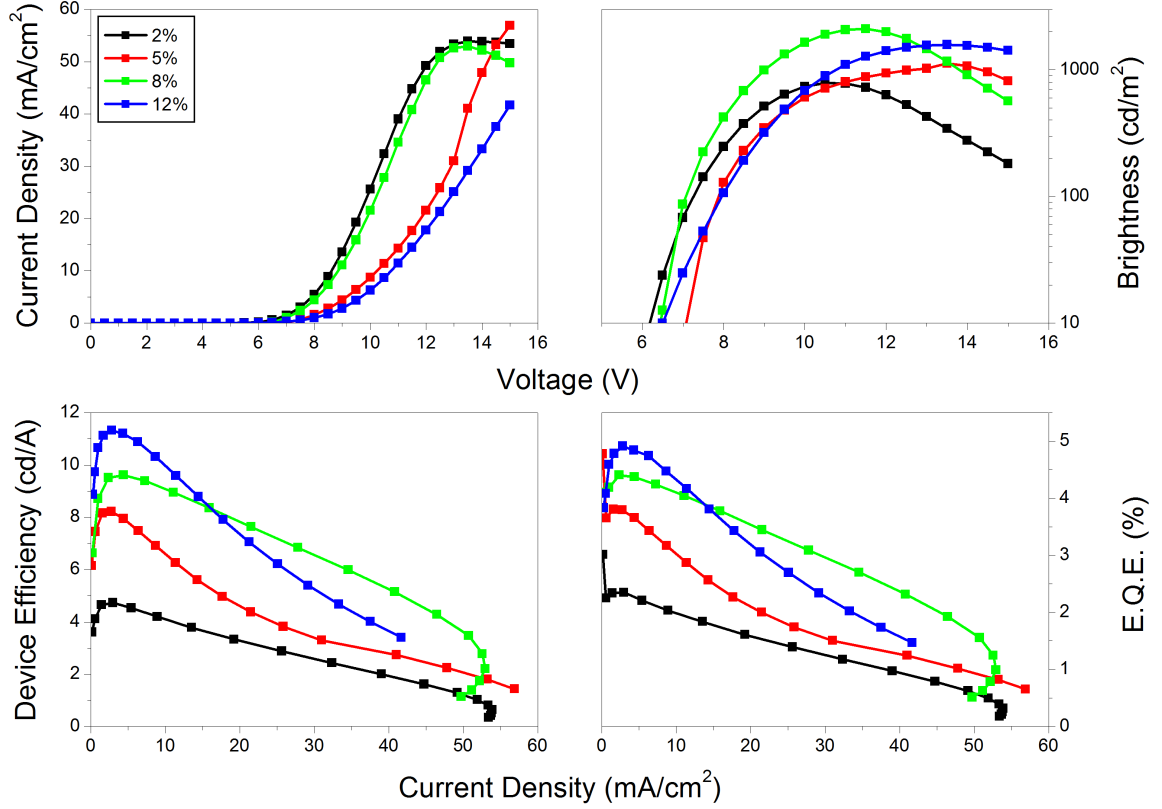 60
50
40
30
20
10
0
Current Density (mA/cm²)
2%
5%
8%
12%
0 2 4 6 8 10 12 14 16
1000
100
10
Brightness (cd/m²)
6 8 10 12 14 16
Voltage (V)
12
10
8
6
4
2
0
Device Efficiency (cd/A)
0 10 20 30 40 50 60
5
4
3
2
1
0
E.Q.E. (%)
0 10 20 30 40 50 60
Current Density (mA/cm²)